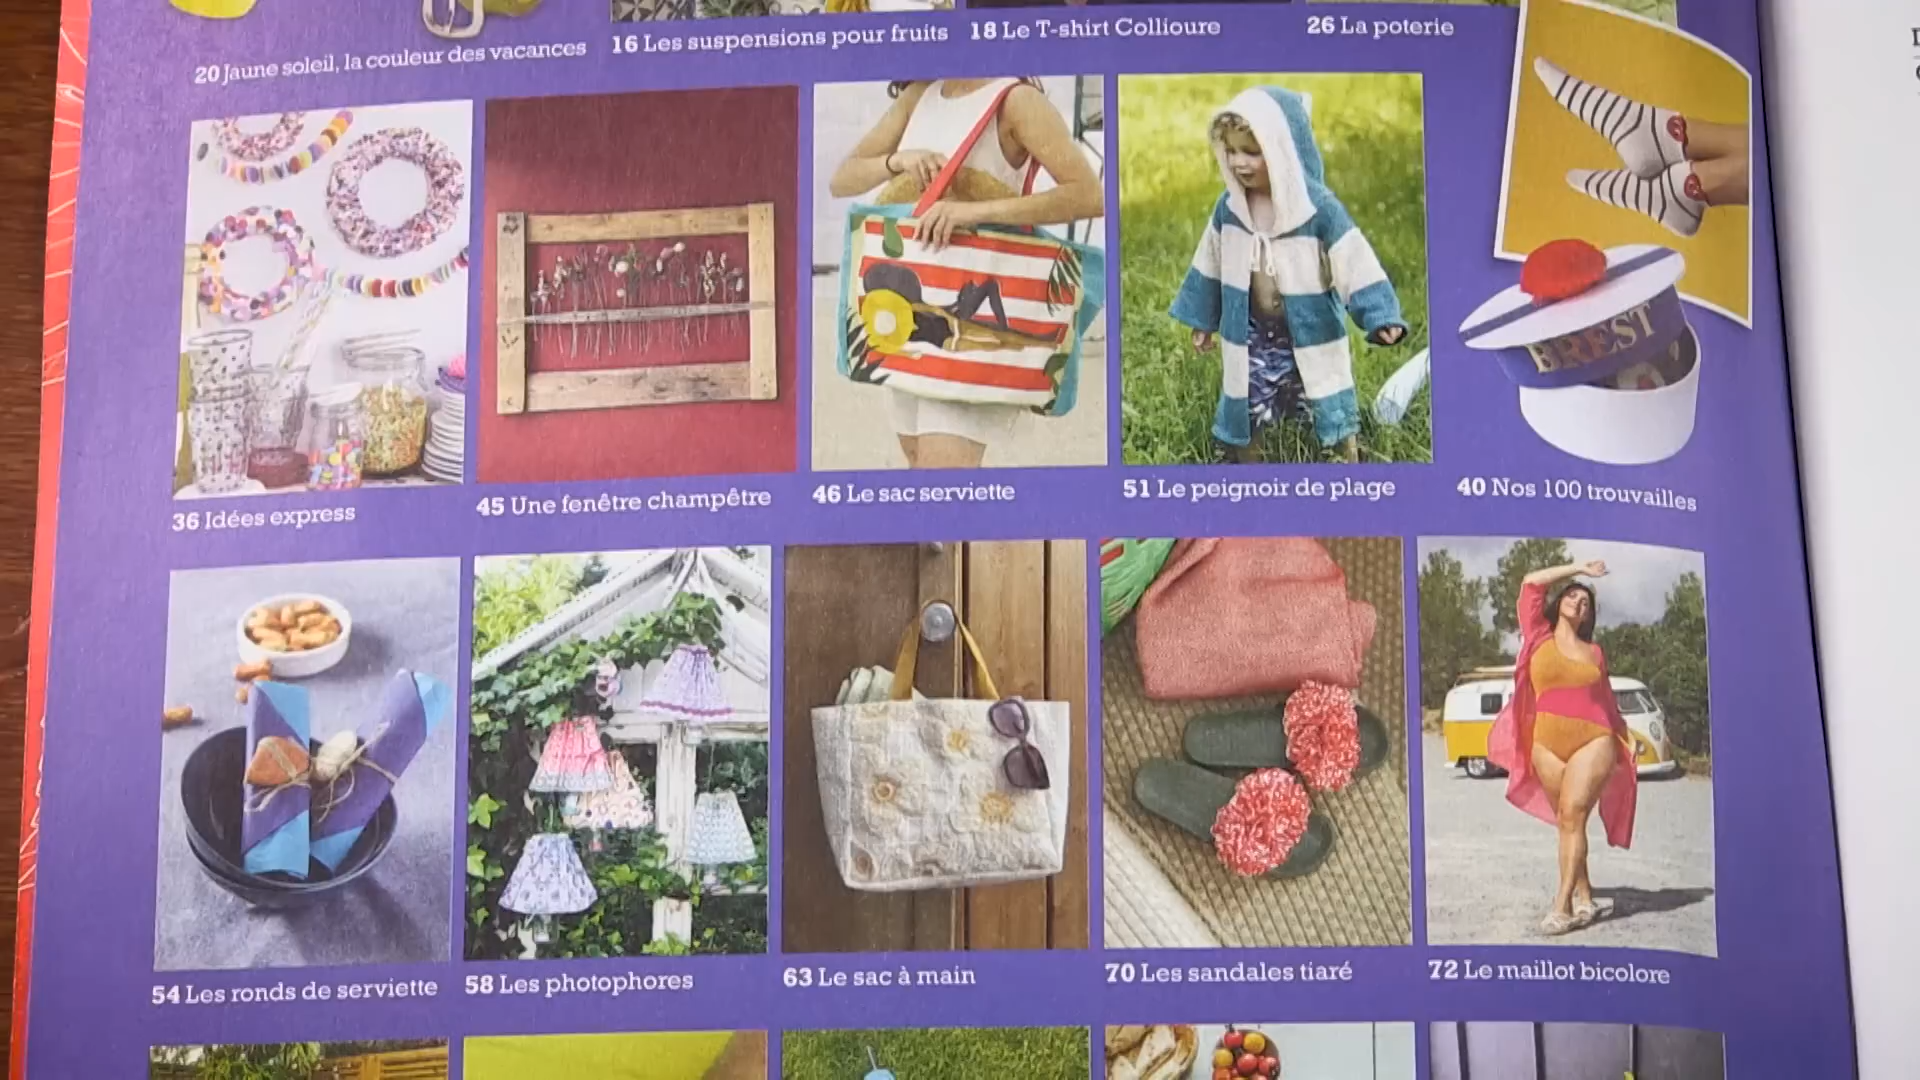 20 Jaune soleil, la couleur des vacances
16 Les suspensions pour fruits
18 Le T-shirt Collioure
26 La poterie
BREST
36 Idées express
45 Une fenêtre champêtre
46 Le sac serviette
51 Le peignoir de plage
40 Nos 100 trouvailles
54 Les ronds de serviette
58 Les photophores
63 Le sac à main
70 Les sandales tiaré
72 Le maillot bicolore